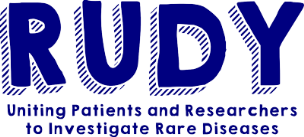 RUDY
Uniting Patients and Researchers
to Investigate Rare Diseases